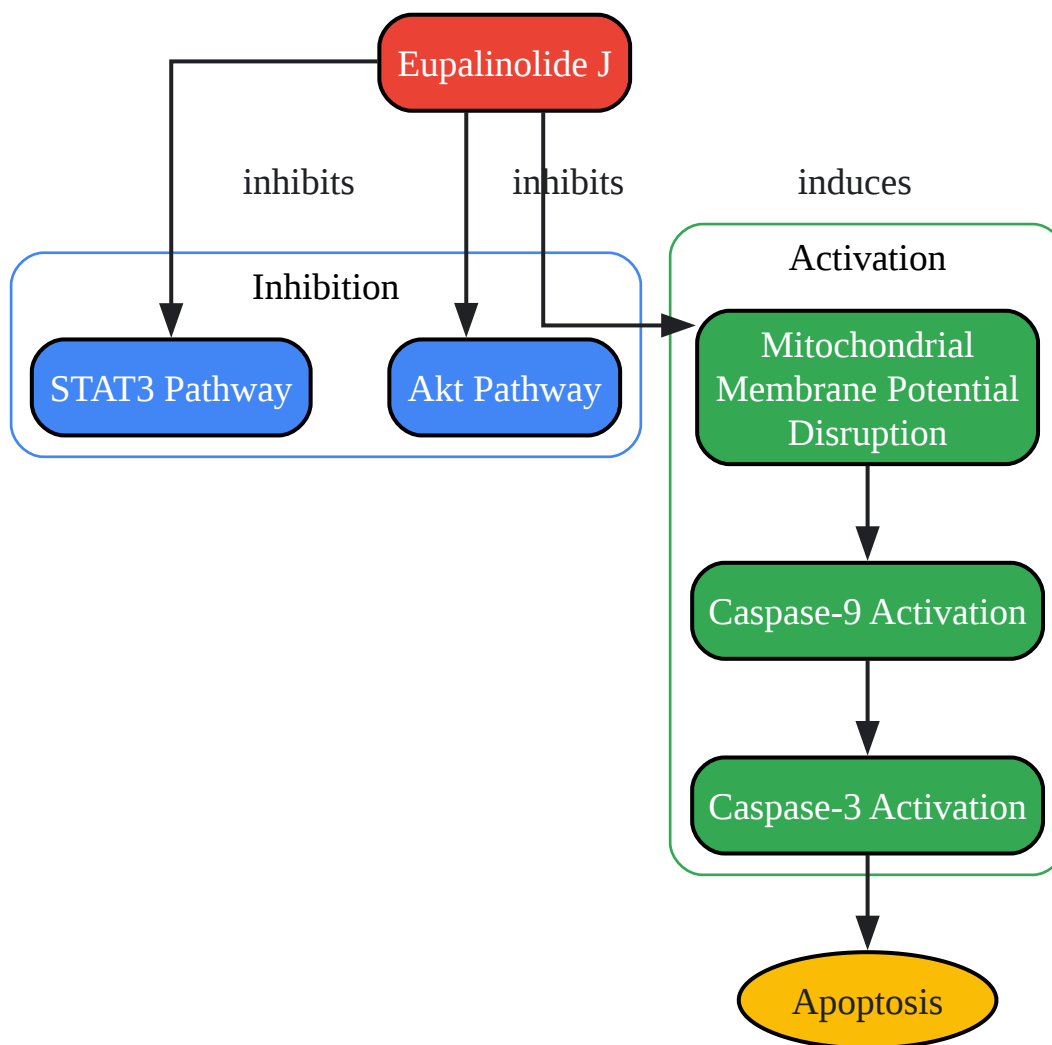 Eupalinolide J
inhibits
inhibits
induces
Inhibition
Activation
STAT3 Pathway
Akt Pathway
Mitochondrial
Membrane Potential
Disruption
Caspase-9 Activation
Caspase-3 Activation
Apoptosis